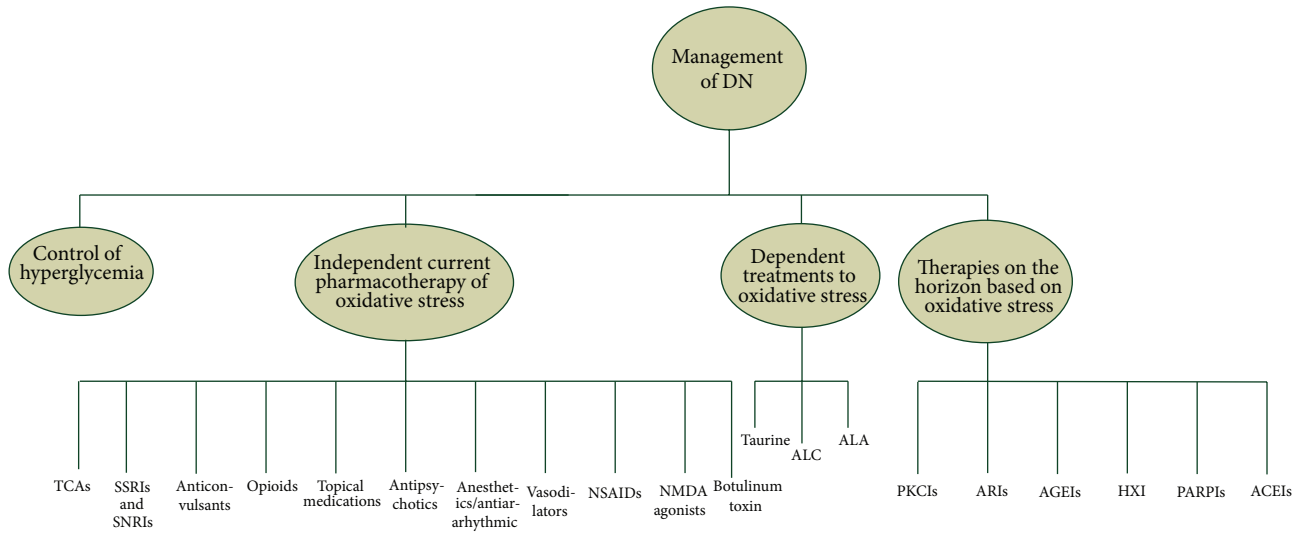 Management
of DN
Control of
hyperglycemia
Independent current
pharmacotherapy of
oxidative stress
Dependent
treatments to
oxidative stress
Therapies on the
horizon based on
oxidative stress
TCAs
SSRIs
and
SNRIs
Anticon-
vulsants
Opioids
Topical
medications
Antipsy-
chotics
Anesthet-
ics/antiar-
arhythmic
Vasodi-
lators
NSAIDs
NMDA
agonists
Botulinum
toxin
Taurine
ALC
ALA
PKCIs
ARIs
AGEIs
HXI
PARPIs
ACEIs